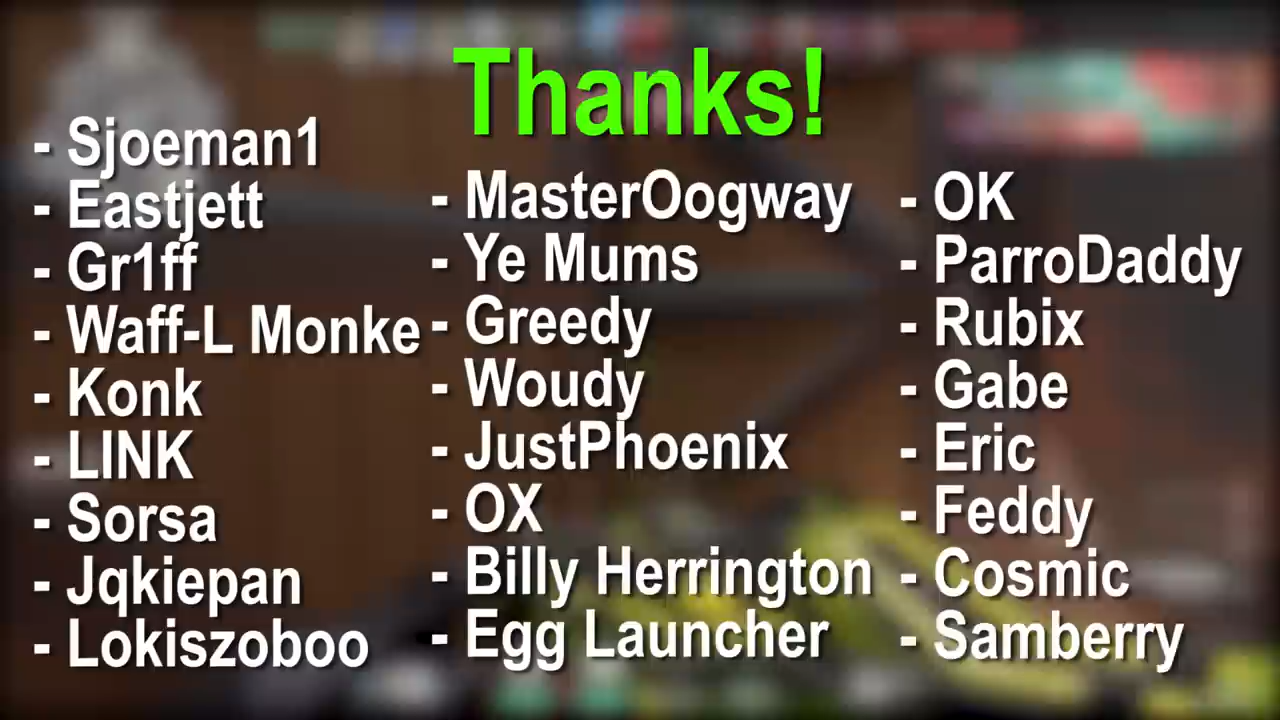 Thanks!
- Sjoeman1
- Eastjett
- Gr1ff
- Waff-L Monke
- Konk
- LINK
- Sorsa
- Jqkiepan
- Lokiszoboo
- MasterOogway
- Ye Mums
- Greedy
- Woudy
- JustPhoenix
- OX
- Billy Herrington
- Egg Launcher
- OK
- ParroDaddy
- Rubix
- Gabe
- Eric
- Feddy
- Cosmic
- Samberry